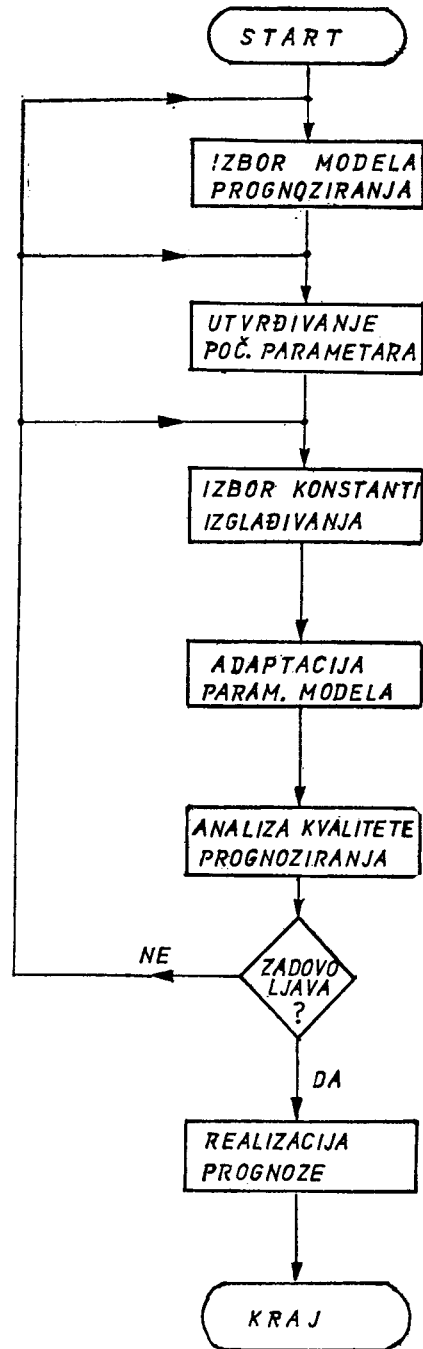 START
IZBOR MODELA
PROGNOZIRANJA
UTVRĐIVANJE
POČ. PARAMETARA
IZBOR KONSTANTI
IZGLAĐIVANJA
ADAPTACIJA
PARAM. MODELA
ANALIZA KVALITETE
PROGNOZIRANJA
NE
ZADOVO
LJAVA
?
DA
REALIZACIJA
PROGNOZE
KRAJ